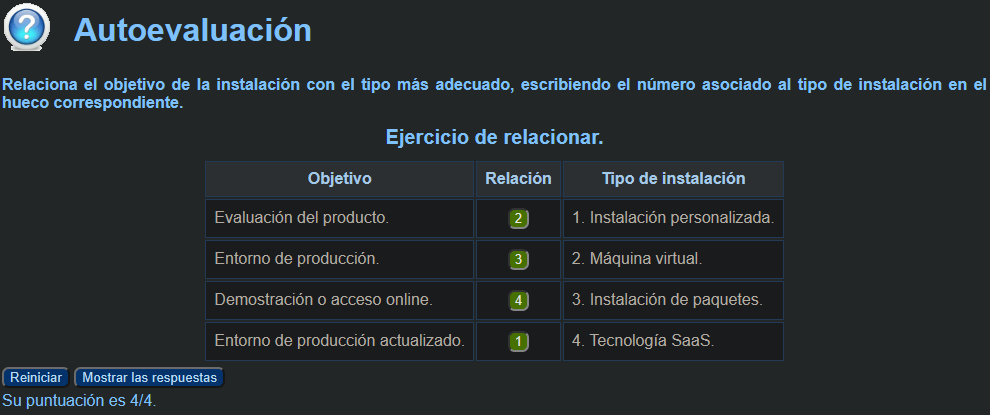 Autoevaluación
Relaciona el objetivo de la instalación con el tipo más adecuado, escribiendo el número asociado al tipo de instalación en el
hueco correspondiente.
Ejercicio de relacionar.
Objetivo Relación Tipo de instalación
Evaluación del producto. 2 1. Instalación personalizada.
Entorno de producción. 3 2. Máquina virtual.
Demostración o acceso online. 4 3. Instalación de paquetes.
Entorno de producción actualizado. 1 4. Tecnología SaaS.
Reiniciar Mostrar las respuestas
Su puntuación es 4/4.